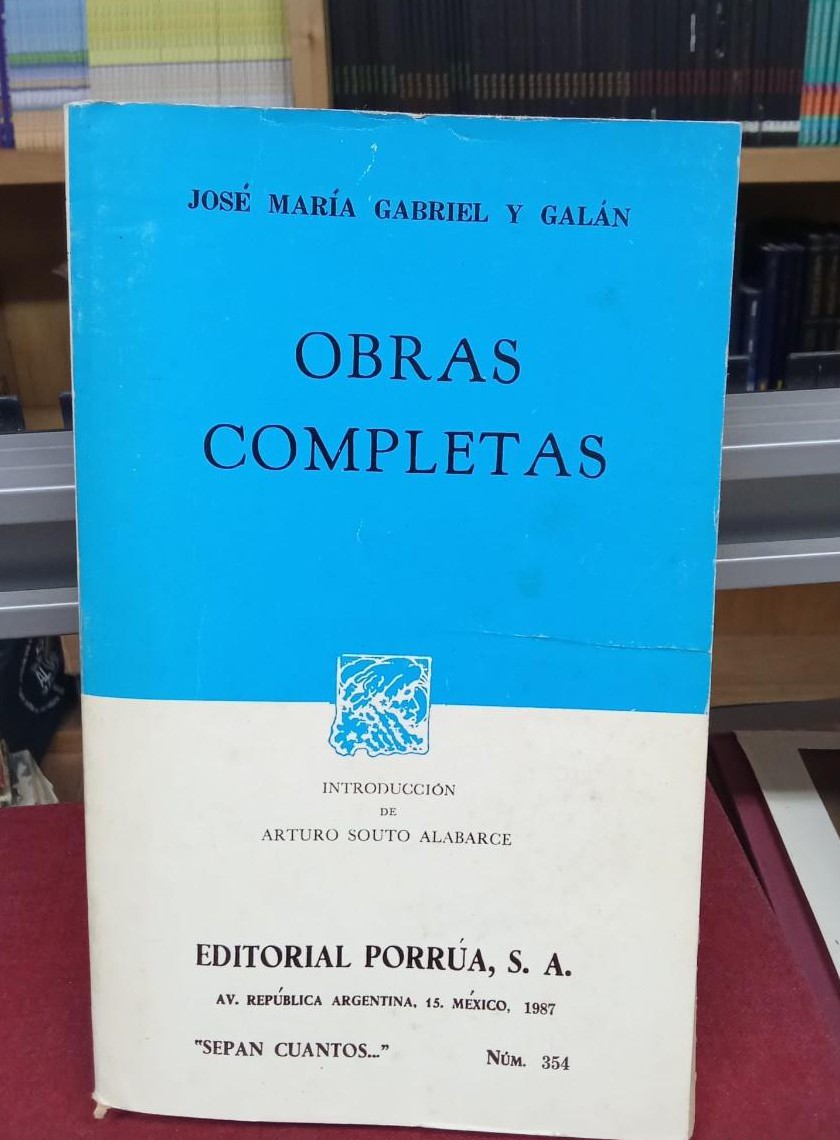 JOSÉ MARÍA GABRIEL Y GALÁN
OBRAS
COMPLETAS
INTRODUCCIÓN
DE
ARTURO SOUTO ALABARCE
EDITORIAL PORRÚA, S. A.
AV. REPÚBLICA ARGENTINA, 15. MÉXICO, 1987
"SEPAN CUANTOS..." NÚM. 354